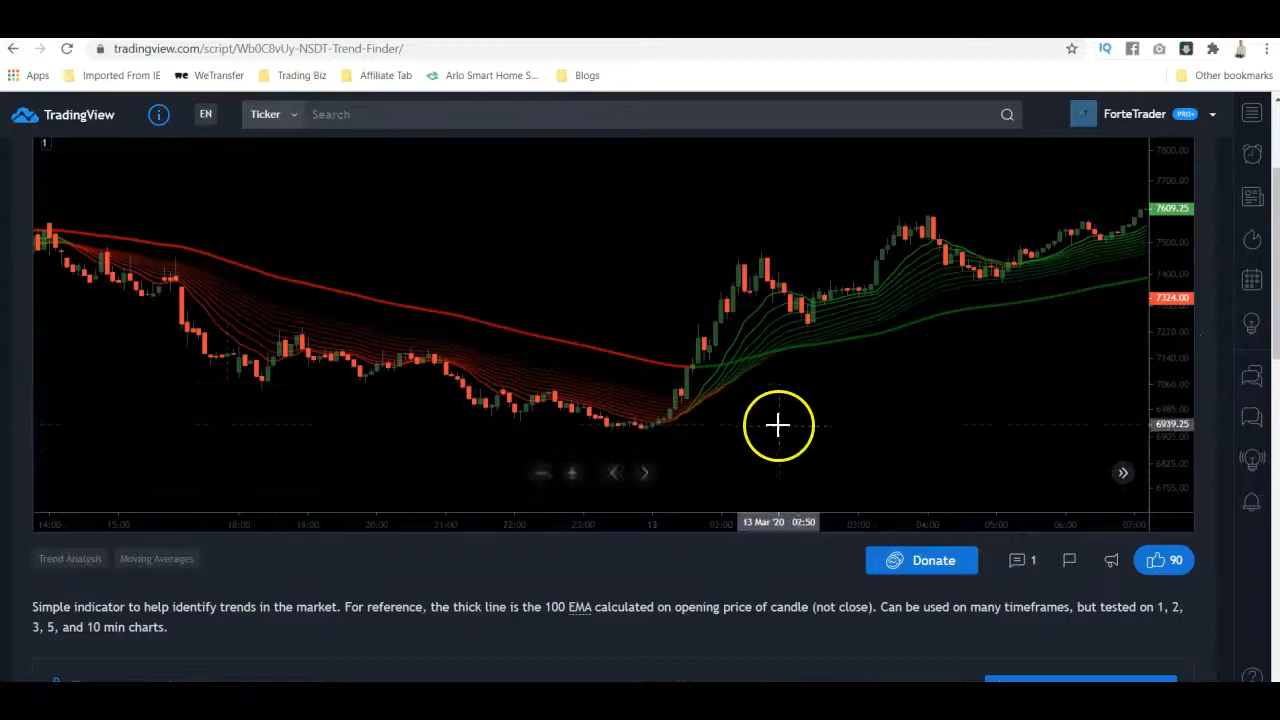 tradingview.com/script/Wb0C8vUy-NSDT-Trend-Finder/
Apps Imported From IE WeTransfer Trading Biz Affiliate Tab Arlo Smart Home S... Blogs Other bookmarks
TradingView EN Ticker Search ForteTrader PRO+
1
7800.00
7700.00
7609.25
7500.00
7400.00
7324.00
7220.00
7140.00
7060.00
6985.00
6939.25
6905.00
6825.00
6755.00
14:00 15:00 18:00 19:00 20:00 21:00 22:00 23:00 13 02:00 13 Mar '20 02:50 03:00 04:00 05:00 06:00 07:00
Trend Analysis Moving Averages Donate 1 90
Simple indicator to help identify trends in the market. For reference, the thick line is the 100 EMA calculated on opening price of candle (not close). Can be used on many timeframes, but tested on 1, 2,
3, 5, and 10 min charts.